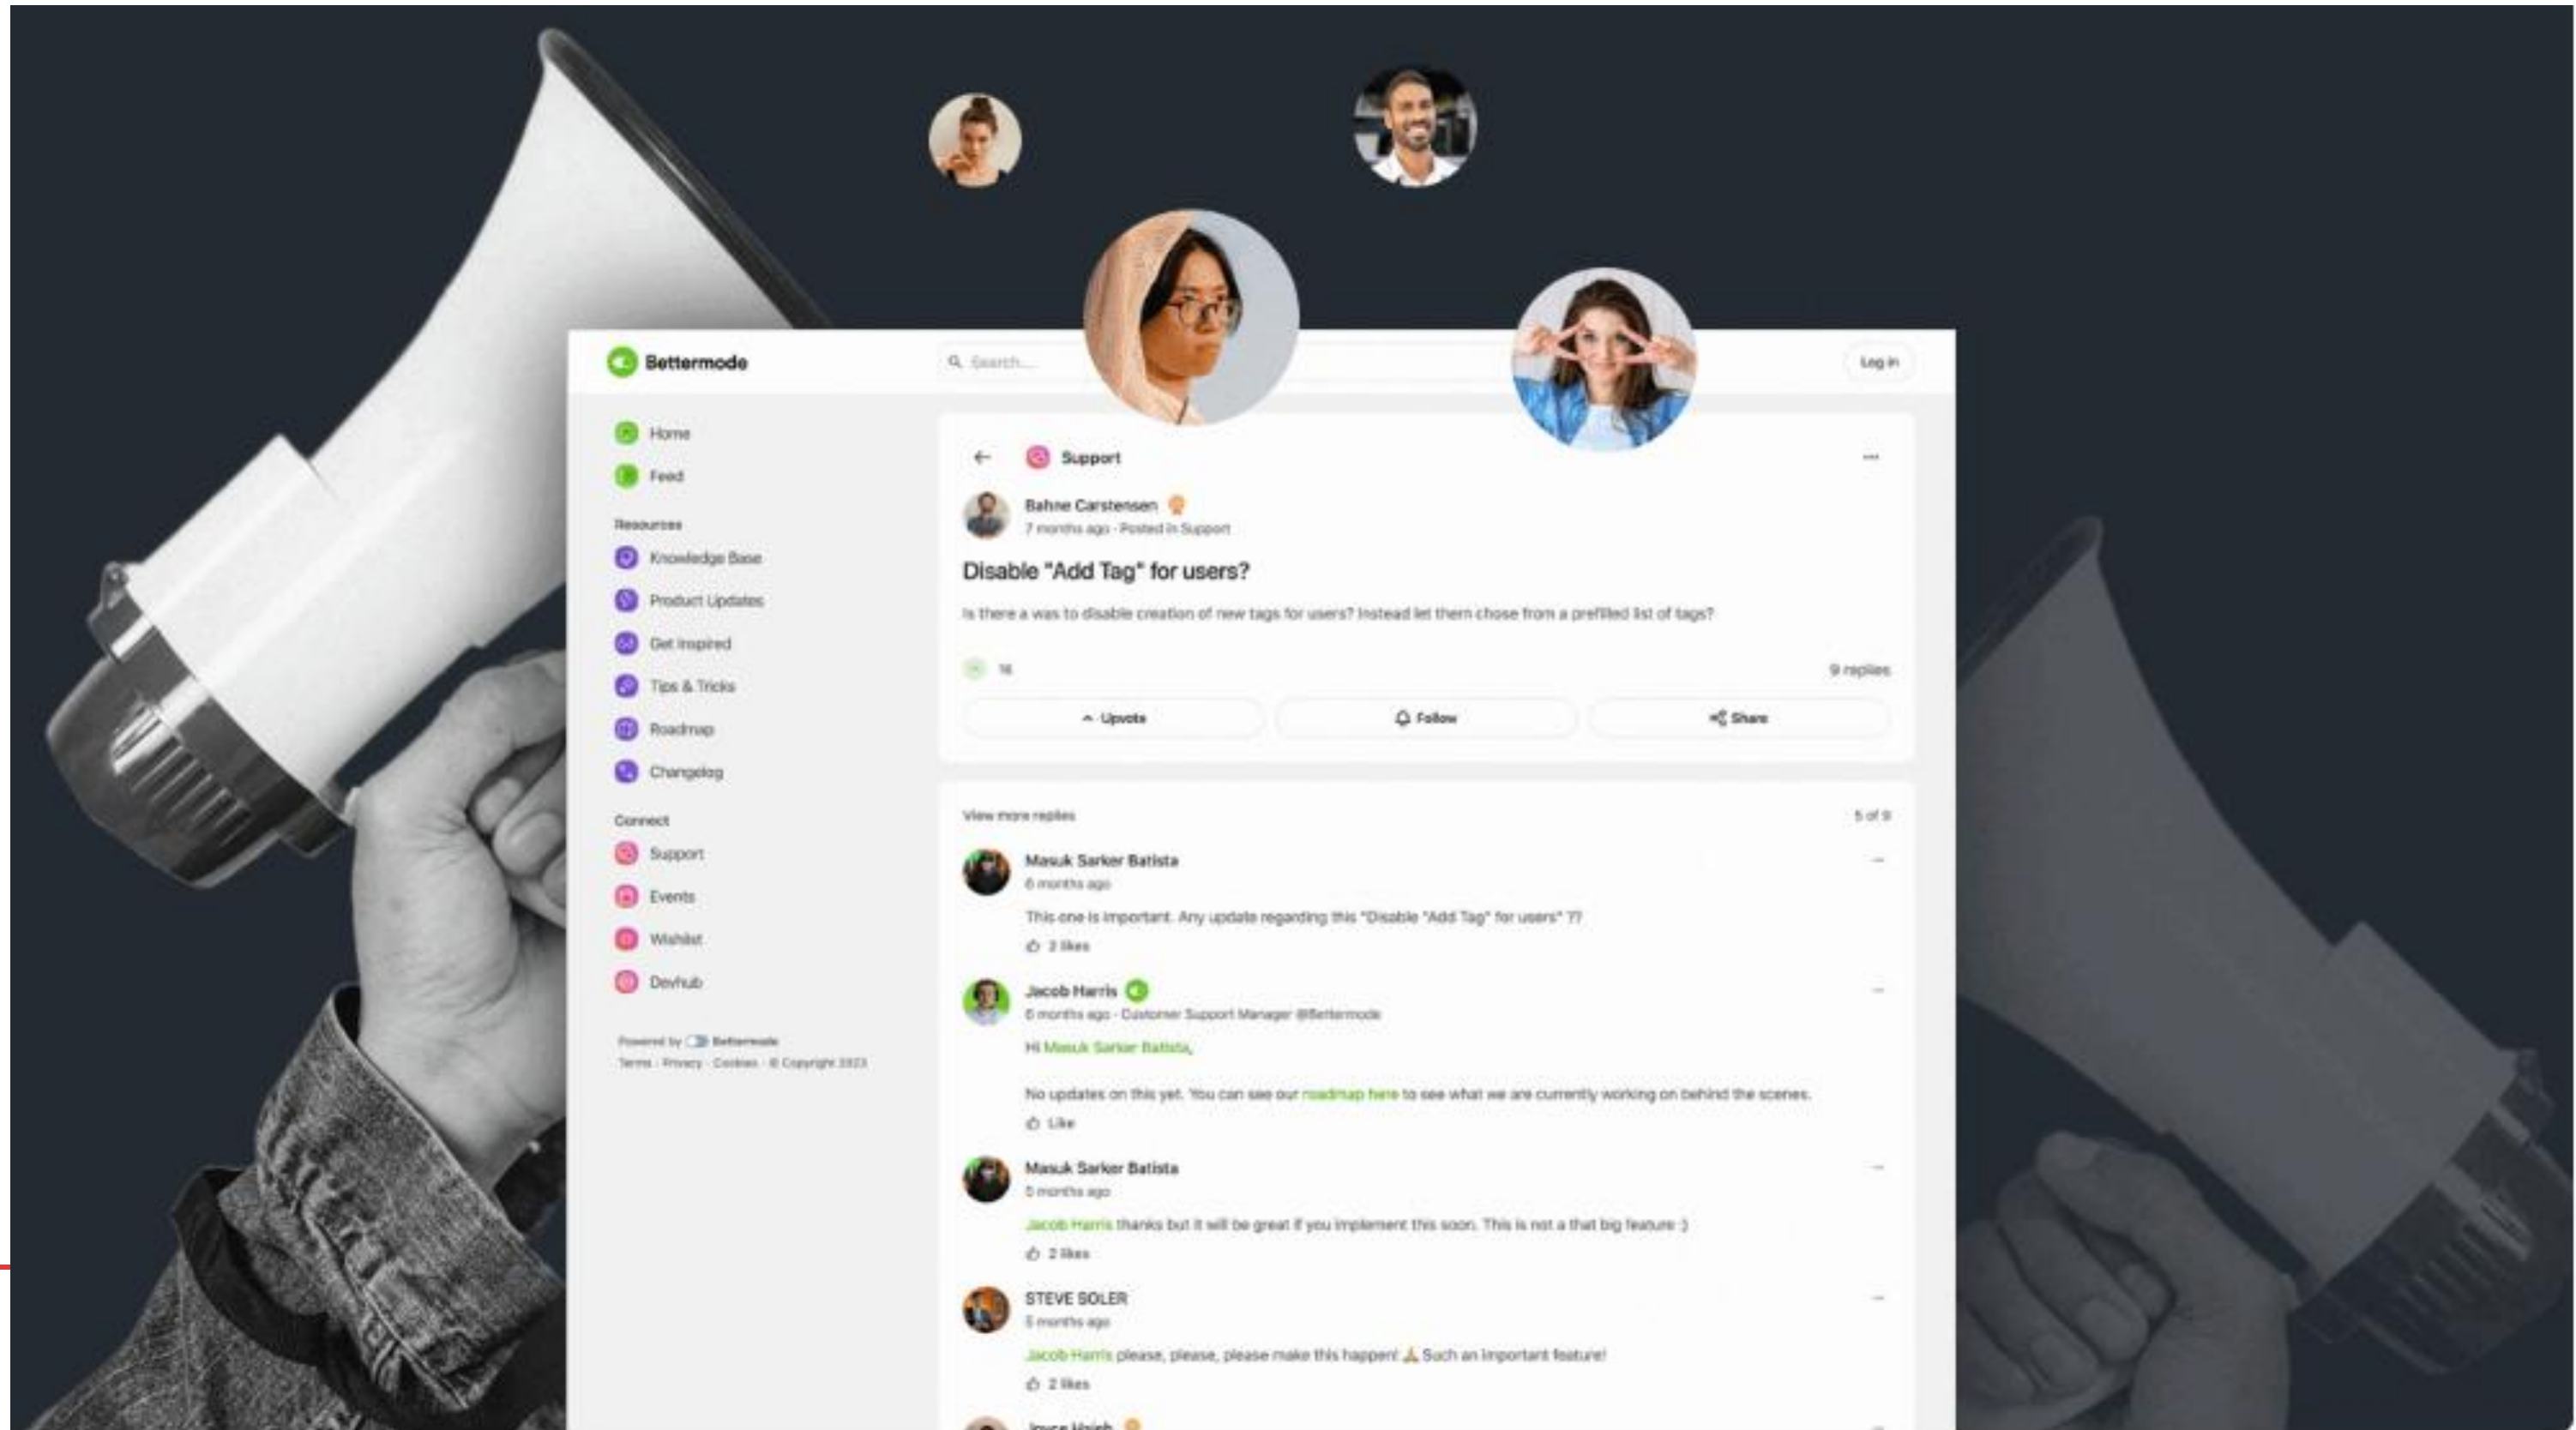 Bettermode
Search...
Log in
Home
Feed
Resources
Knowledge Base
Product Updates
Get Inspired
Tips & Tricks
Roadmap
Changelog
Connect
Support
Events
Wishlist
Devhub
Powered by Bettermode
Terms · Privacy · Cookies · © Copyright 2023
Support
Bahne Carstensen
7 months ago · Posted in Support
Disable "Add Tag" for users?
Is there a was to disable creation of new tags for users? Instead let them chose from a prefilled list of tags?
9 replies
Upvote
Follow
Share
View more replies
5 of 9
Masuk Sarker Batista
6 months ago
This one is important. Any update regarding this "Disable "Add Tag" for users" ??
2 likes
Jacob Harris
6 months ago · Customer Support Manager @Bettermode
Hi Masuk Sarker Batista,
No updates on this yet. You can see our roadmap here to see what we are currently working on behind the scenes.
Like
Masuk Sarker Batista
5 months ago
Jacob Harris thanks but it will be great if you implement this soon. This is not a that big feature :)
2 likes
STEVE SOLER
5 months ago
Jacob Harris please, please, please make this happen! 🙏 Such an important feature!
2 likes